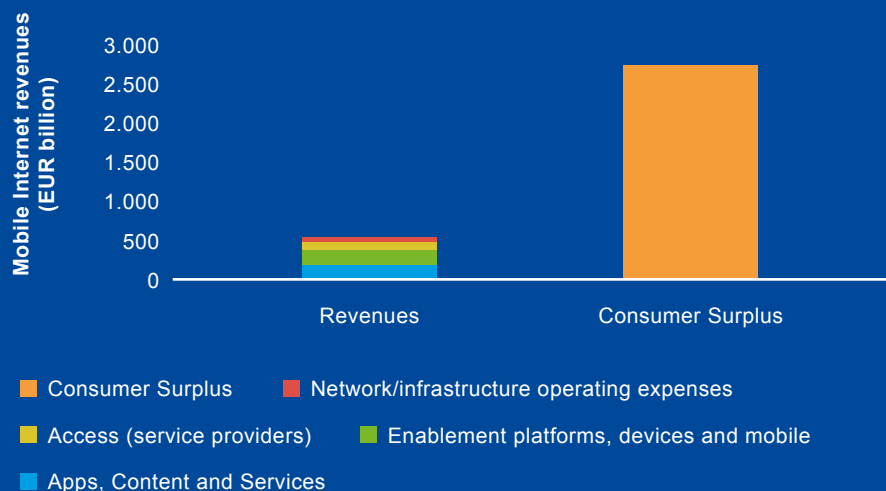 Mobile Internet revenues
(EUR billion)
3.000
2.500
2.000
1.500
1.000
500
0
Revenues
Consumer Surplus
Consumer Surplus
Network/infrastructure operating expenses
Access (service providers)
Enablement platforms, devices and mobile
Apps, Content and Services